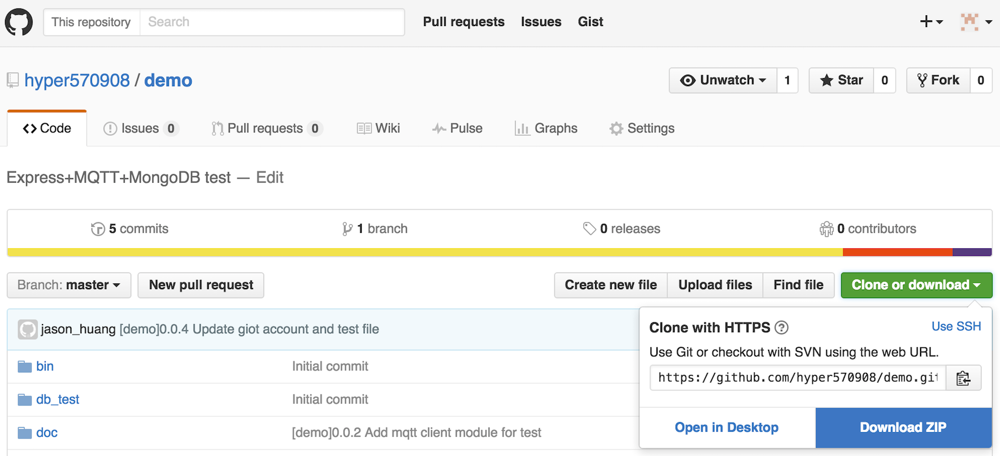 This repository Search Pull requests Issues Gist
hyper570908 / demo Unwatch 1 Star 0 Fork 0
Code Issues 0 Pull requests 0 Wiki Pulse Graphs Settings
Express+MQTT+MongoDB test — Edit
5 commits 1 branch 0 releases 0 contributors
Branch: master New pull request Create new file Upload files Find file Clone or download
jason_huang [demo]0.0.4 Update giot account and test file
bin Initial commit
db_test Initial commit
doc [demo]0.0.2 Add mqtt client module for test
Clone with HTTPS ? Use SSH
Use Git or checkout with SVN using the web URL.
https://github.com/hyper570908/demo.git
Open in Desktop Download ZIP